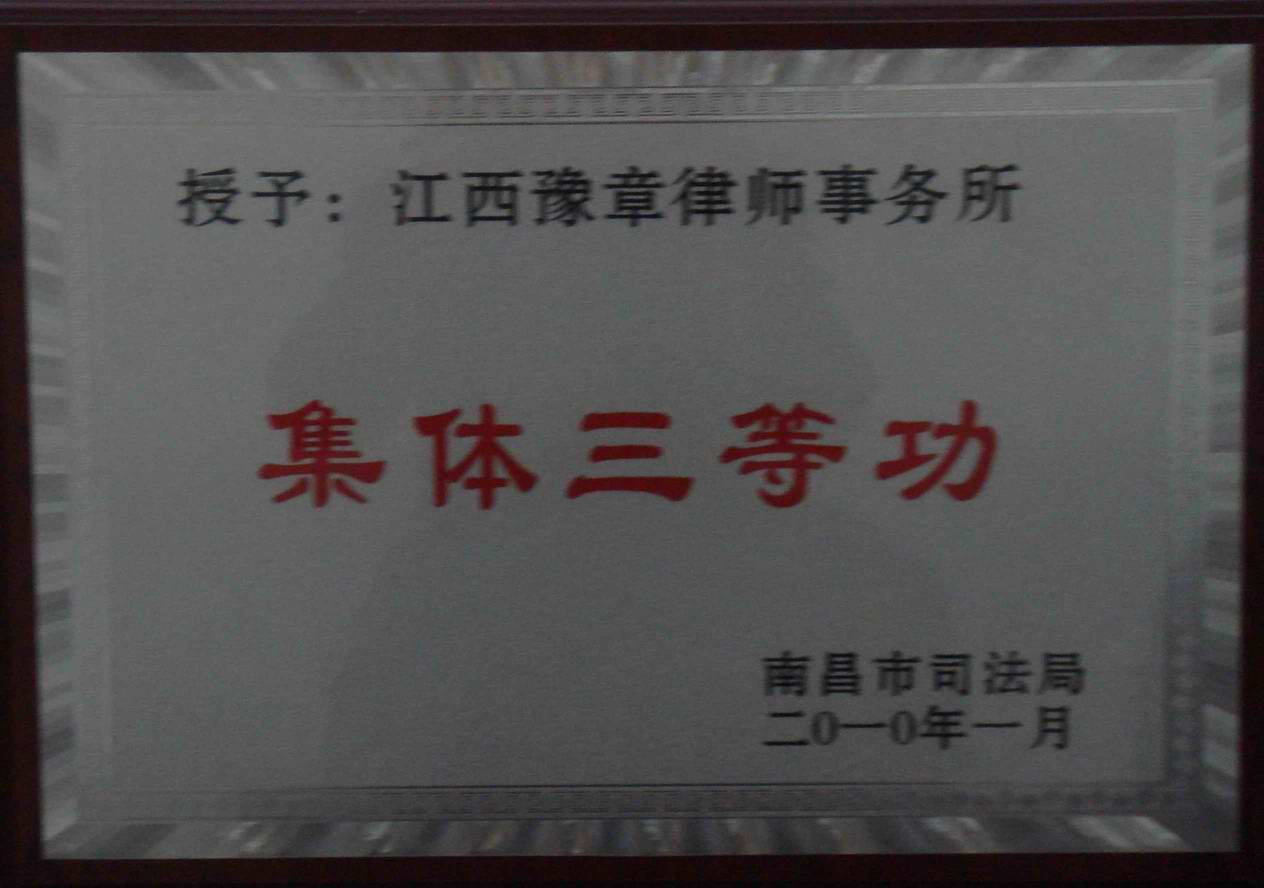 授予：江西豫章律师事务所
集体三等功
南昌市司法局
二0一0年一月